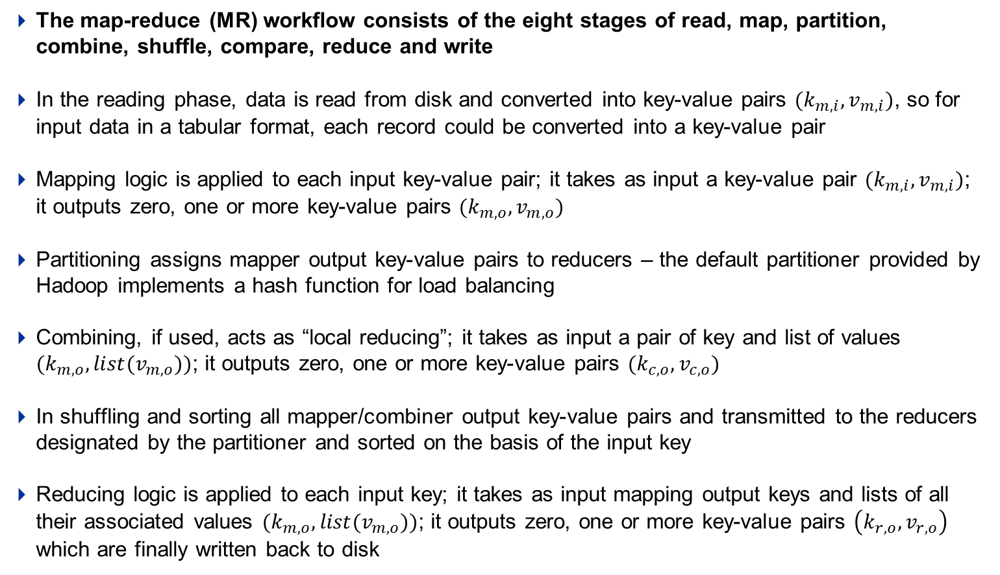 The map-reduce (MR) workflow consists of the eight stages of read, map, partition,
combine, shuffle, compare, reduce and write
In the reading phase, data is read from disk and converted into key-value pairs (k_{m,i}, v_{m,i}), so for
input data in a tabular format, each record could be converted into a key-value pair
Mapping logic is applied to each input key-value pair; it takes as input a key-value pair (k_{m,i}, v_{m,i});
it outputs zero, one or more key-value pairs (k_{m,o}, v_{m,o})
Partitioning assigns mapper output key-value pairs to reducers – the default partitioner provided by
Hadoop implements a hash function for load balancing
Combining, if used, acts as “local reducing”; it takes as input a pair of key and list of values
(k_{m,o}, list(v_{m,o})); it outputs zero, one or more key-value pairs (k_{c,o}, v_{c,o})
In shuffling and sorting all mapper/combiner output key-value pairs and transmitted to the reducers
designated by the partitioner and sorted on the basis of the input key
Reducing logic is applied to each input key; it takes as input mapping output keys and lists of all
their associated values (k_{m,o}, list(v_{m,o})); it outputs zero, one or more key-value pairs (k_{r,o}, v_{r,o})
which are finally written back to disk